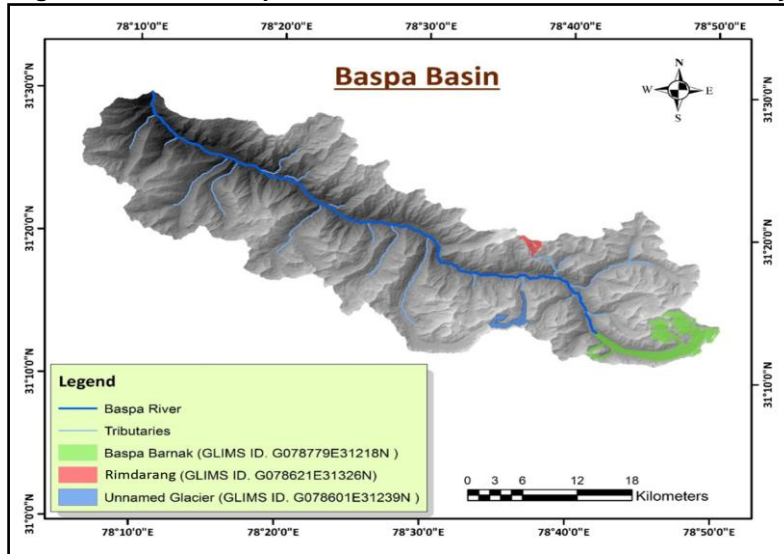 78°10'0"E 78°20'0"E 78°30'0"E 78°40'0"E 78°50'0"E
Baspa Basin
N
W E
S
31°30'0"N 31°30'0"N
31°20'0"N 31°20'0"N
31°10'0"N 31°10'0"N
31°0'0"N 31°0'0"N
Legend
Baspa River
Tributaries
Baspa Barnak (GLIMS ID. G078779E31218N )
Rimdarang (GLIMS ID. G078621E31326N)
Unnamed Glacier (GLIMS ID. G078601E31239N )
0 3 6 12 18
Kilometers
78°10'0"E 78°20'0"E 78°30'0"E 78°40'0"E 78°50'0"E